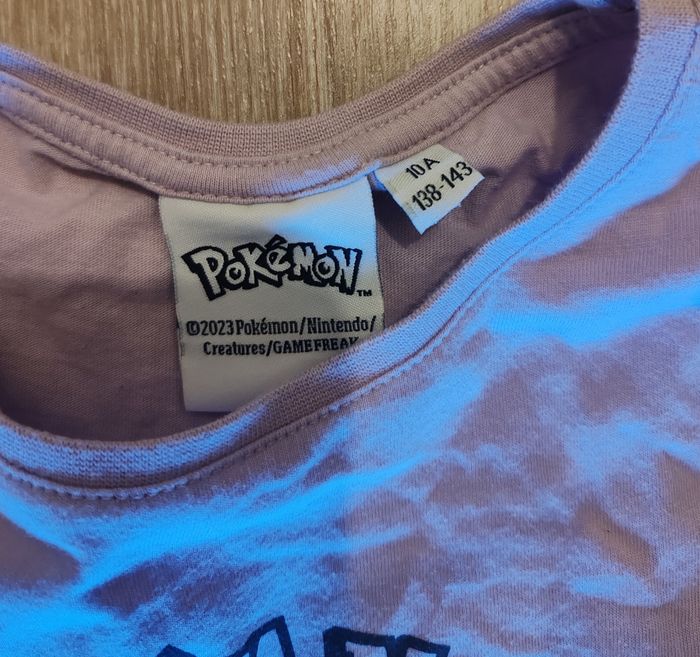 10 A
138-143
POKéMON
TM
©2023 Pokémon/Nintendo/
Creatures/GAME FREAK